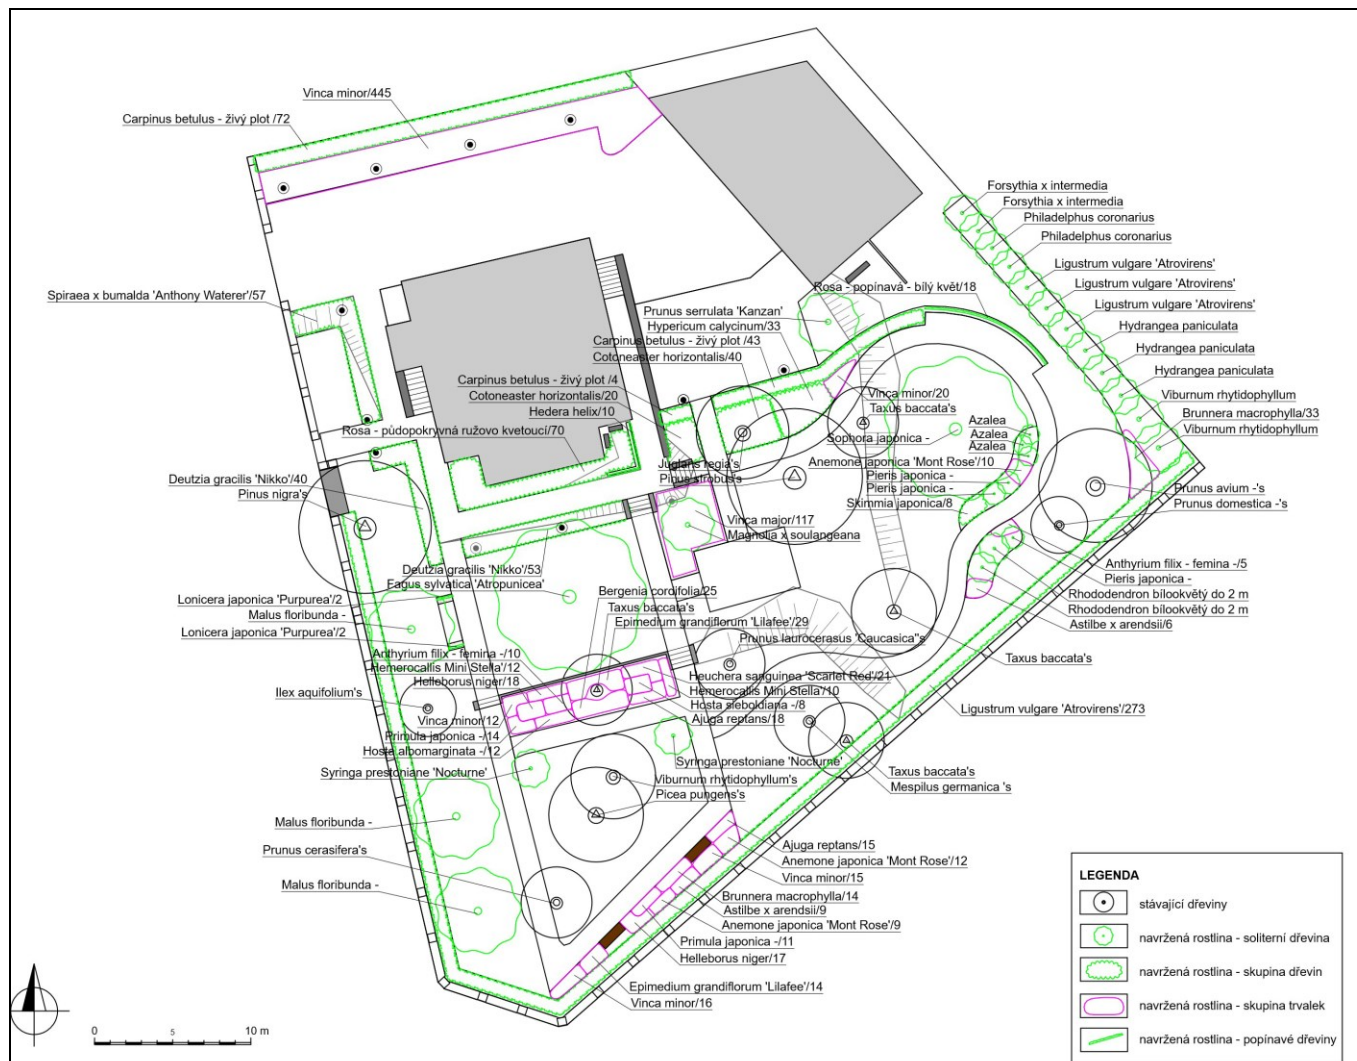 Vinca minor/445
Carpinus betulus - živý plot /72
Forsythia x intermedia
Forsythia x intermedia
Philadelphus coronarius
Philadelphus coronarius
Ligustrum vulgare 'Atrovirens'
Ligustrum vulgare 'Atrovirens'
Ligustrum vulgare 'Atrovirens'
Hydrangea paniculata
Hydrangea paniculata
Hydrangea paniculata
Viburnum rhytidophyllum
Brunnera macrophylla/33
Viburnum rhytidophyllum
Spiraea x bumalda 'Anthony Waterer'/57
Rosa - popínavá - bílý květ/18
Prunus serrulata 'Kanzan'
Hypericum calycinum/33
Carpinus betulus - živý plot /43
Cotoneaster horizontalis/40
Carpinus betulus - živý plot /4
Cotoneaster horizontalis/20
Hedera helix/10
Rosa - půdopokryvná ružovo kvetoucí/70
Vinca minor/20
Taxus baccata's
Sophora japonica -
Azalea
Azalea
Azalea
Juglans regia's
Pinus strobus's
Anemone japonica 'Mont Rose'/10
Pieris japonica -
Pieris japonica -
Skimmia japonica/8
Deutzia gracilis 'Nikko'/40
Pinus nigra's
Prunus avium -'s
Prunus domestica -'s
Vinca major/117
Magnolia x soulangeana
Deutzia gracilis 'Nikko'/53
Fagus sylvatica 'Atropunicea'
Anthyrium filix - femina -/5
Pieris japonica -
Rhododendron bílookvětý do 2 m
Rhododendron bílookvětý do 2 m
Astilbe x arendsii/6
Lonicera japonica 'Purpurea'/2
Malus floribunda -
Lonicera japonica 'Purpurea'/2
Bergenia cordifolia/25
Taxus baccata's
Epimedium grandiflorum 'Lilafee'/29
Prunus laurocerasus 'Caucasica''s
Taxus baccata's
Anthyrium filix - femina -/10
Hemerocallis Mini Stella'/12
Helleborus niger/18
Heuchera sanguinea 'Scarlet Red'/21
Hemerocallis Mini Stella'/10
Hosta sieboldiana -/8
Ajuga reptans/18
Ilex aquifolium's
Vinca minor/12
Primula japonica -/14
Hosta albomarginata -/12
Ligustrum vulgare 'Atrovirens'/273
Syringa prestoniane 'Nocturne'
Syringa prestoniane 'Nocturne'
Viburnum rhytidophyllum's
Picea pungens's
Taxus baccata's
Mespilus germanica 's
Malus floribunda -
Prunus cerasifera's
Malus floribunda -
Ajuga reptans/15
Anemone japonica 'Mont Rose'/12
Vinca minor/15
Brunnera macrophylla/14
Astilbe x arendsii/9
Anemone japonica 'Mont Rose'/9
Primula japonica -/11
Helleborus niger/17
Epimedium grandiflorum 'Lilafee'/14
Vinca minor/16
0 5 10 m
LEGENDA
stávající dřeviny
navržená rostlina - soliterní dřevina
navržená rostlina - skupina dřevin
navržená rostlina - skupina trvalek
navržená rostlina - popínavé dřeviny